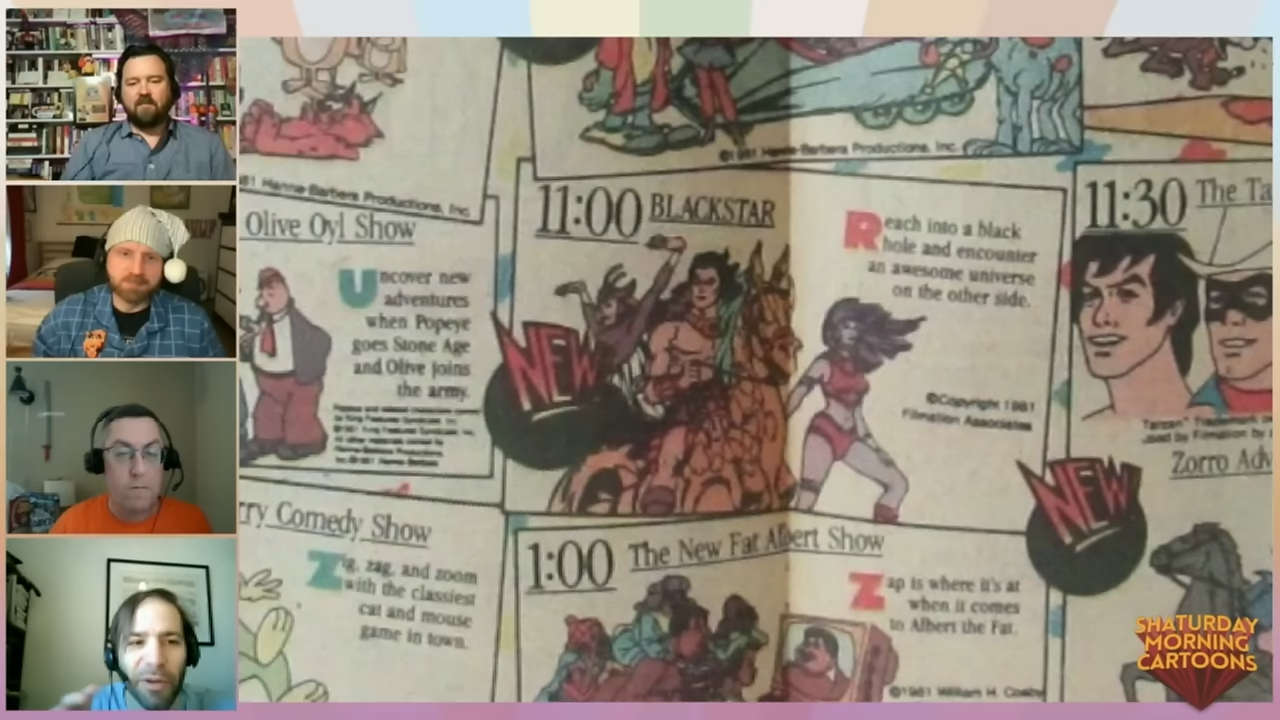 81 Hanna-Barbera Productions, Inc.
Olive Oyl Show
Uncover new
adventures
when Popeye
goes Stone Age
and Olive joins
the army.
NEW
rry Comedy Show
Zig, zag, and zoom
with the classiest
cat and mouse
game in town.
©1981 Hanna-Barbera Productions, Inc.
11:00 BLACKSTAR
Reach into a black
hole and encounter
an awesome universe
on the other side.
©Copyright 1981
Filmation Associates
1:00 The New Fat Albert Show
Zap is where it's at
when it comes
to Albert the Fat.
©1981 William H. Cosby
11:30 The Ta
Tarzan
Zorro Adv
NEW
SHATURDAY
MORNING
CARTOONS